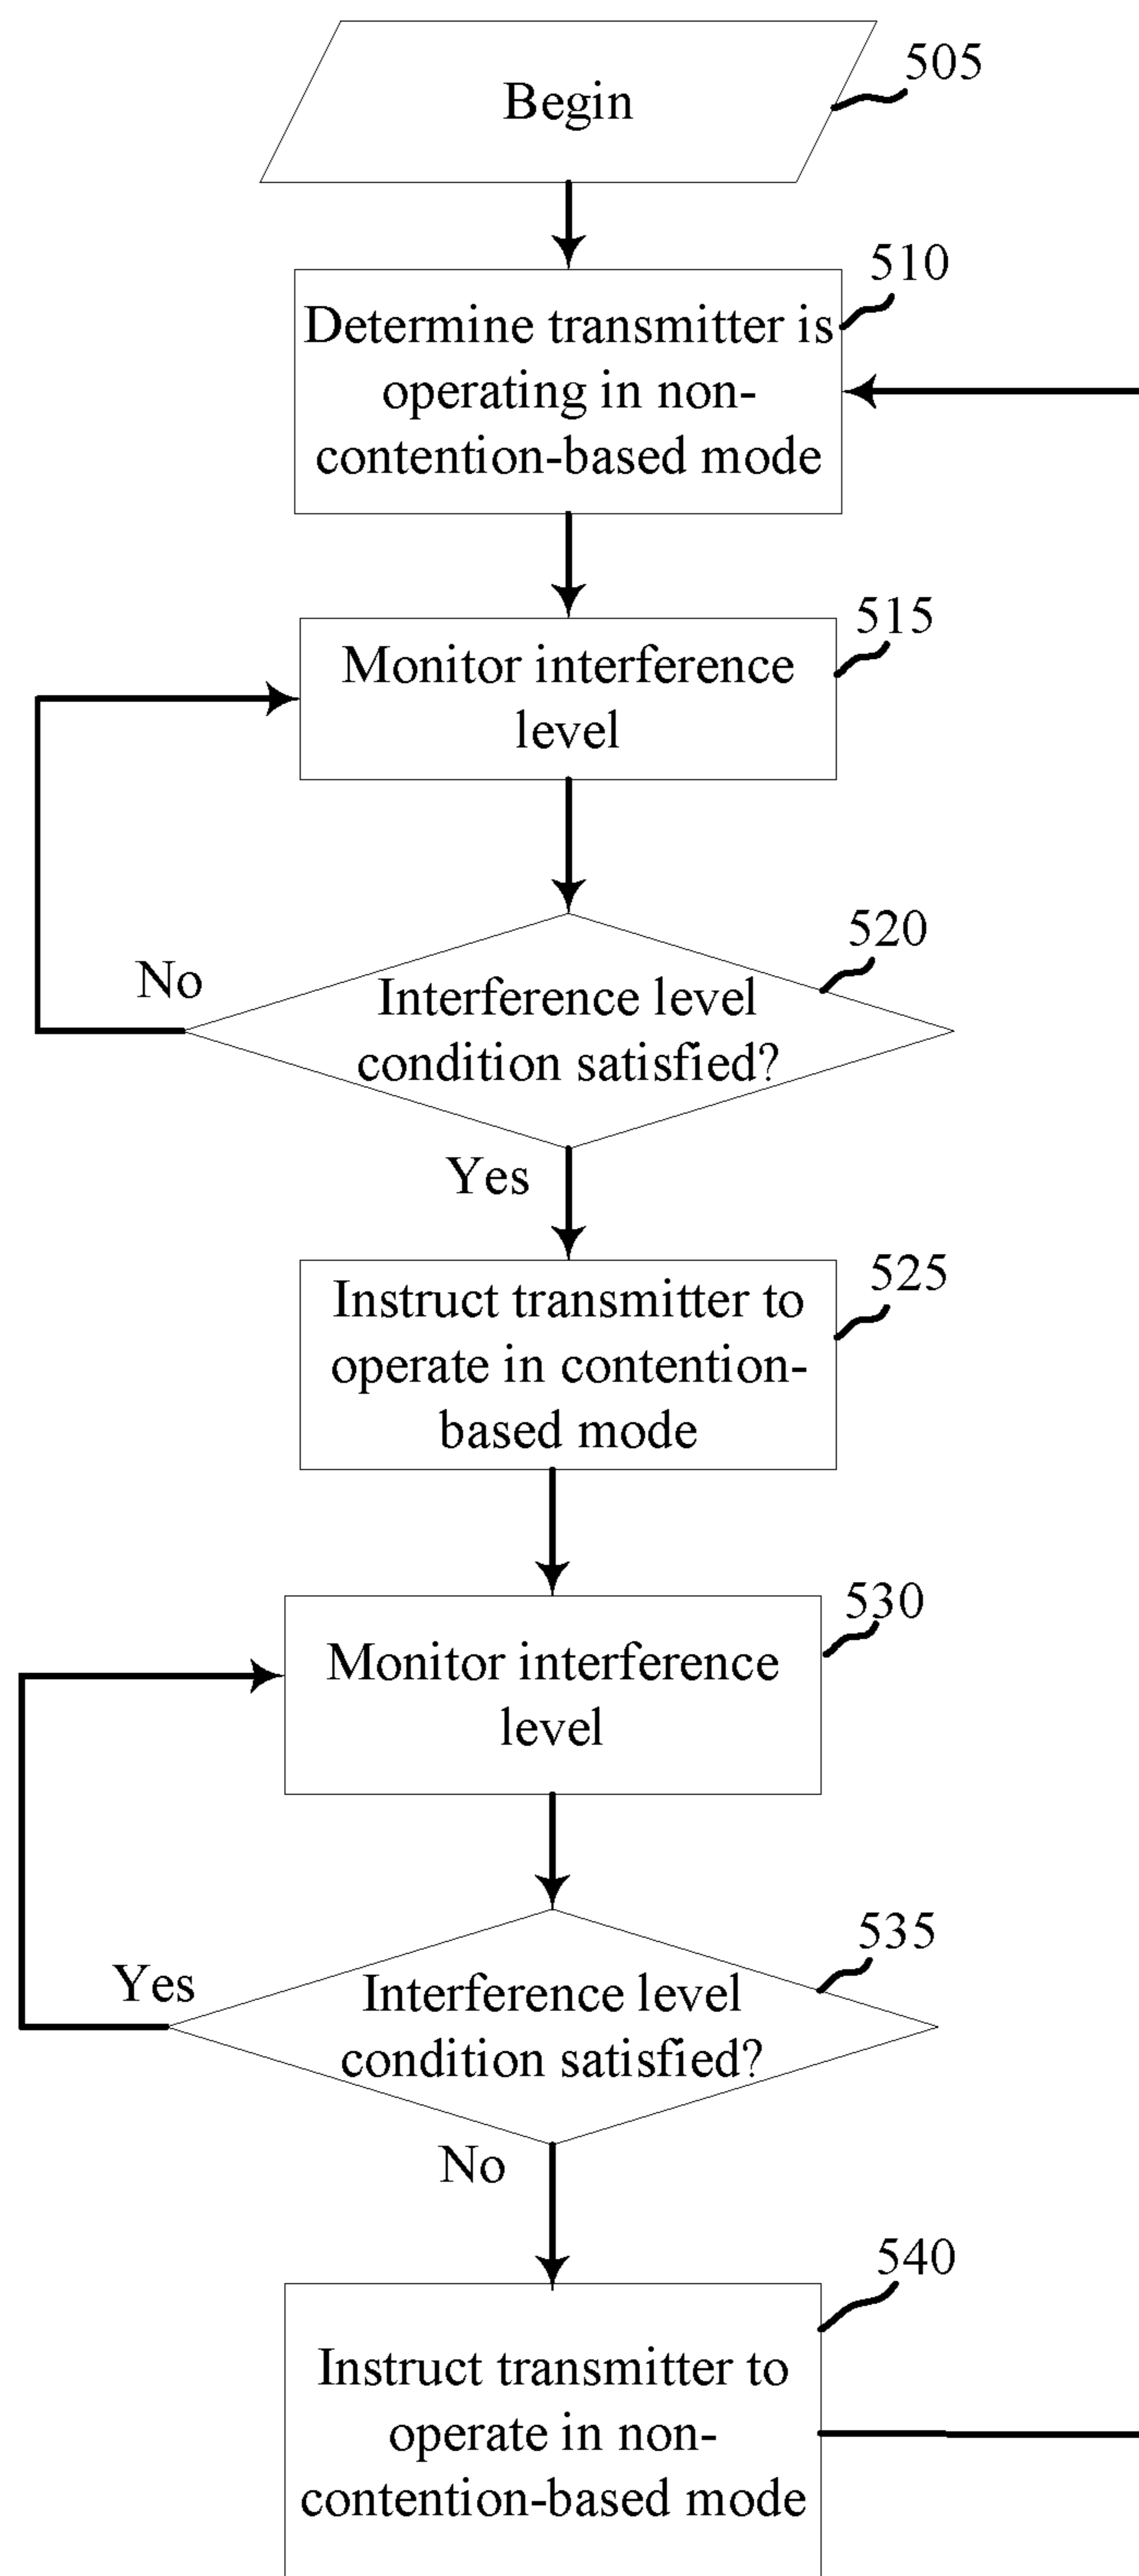 Begin
505
510
Determine transmitter is
operating in non-
contention-based mode
515
Monitor interference
level
520
No
Interference level
condition satisfied?
Yes
525
Instruct transmitter to
operate in contention-
based mode
530
Monitor interference
level
535
Yes
Interference level
condition satisfied?
No
540
Instruct transmitter to
operate in non-
contention-based mode